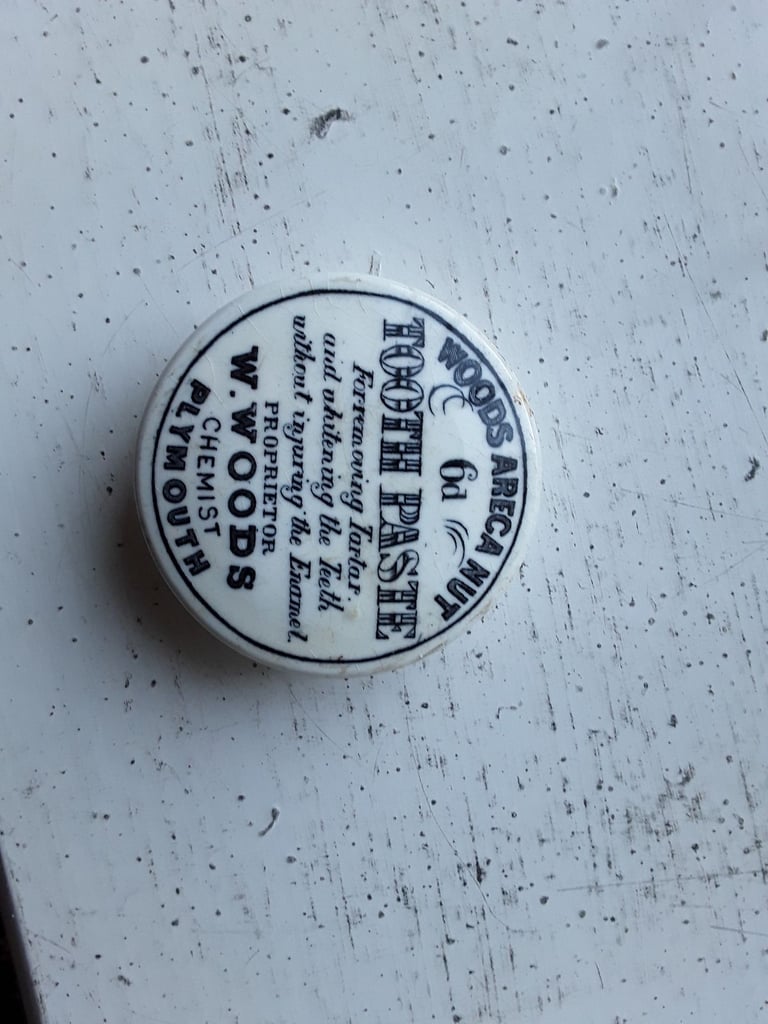 WOODS ARECA NUT
6d
TOOTH PASTE
For removing Tartar
and whitening the Teeth
without injuring the Enamel.
PROPRIETOR
W. WOODS
CHEMIST
PLYMOUTH